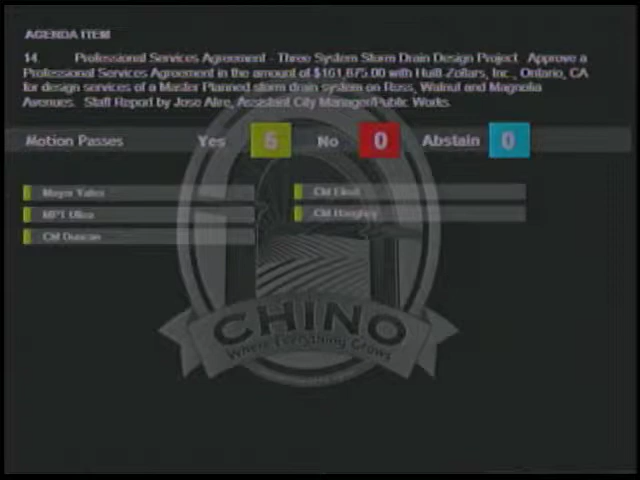 AGENDA ITEM
14. Professional Services Agreement - Three System Storm Drain Design Project. Approve a
Professional Services Agreement in the amount of $161,875.00 with Huitt-Zollars, Inc., Ontario, CA
for design services of a Master Planned storm drain system on Ross, Walnut and Magnolia
Avenues. Staff Report by Jose Alire, Assistant City Manager/Public Works.
Motion Passes Yes 5 No 0 Abstain 0
Mayor Yates CM Elrod
MPT Ulloa CM Haughey
CM Duncan
CHINO
Where Everything Grows